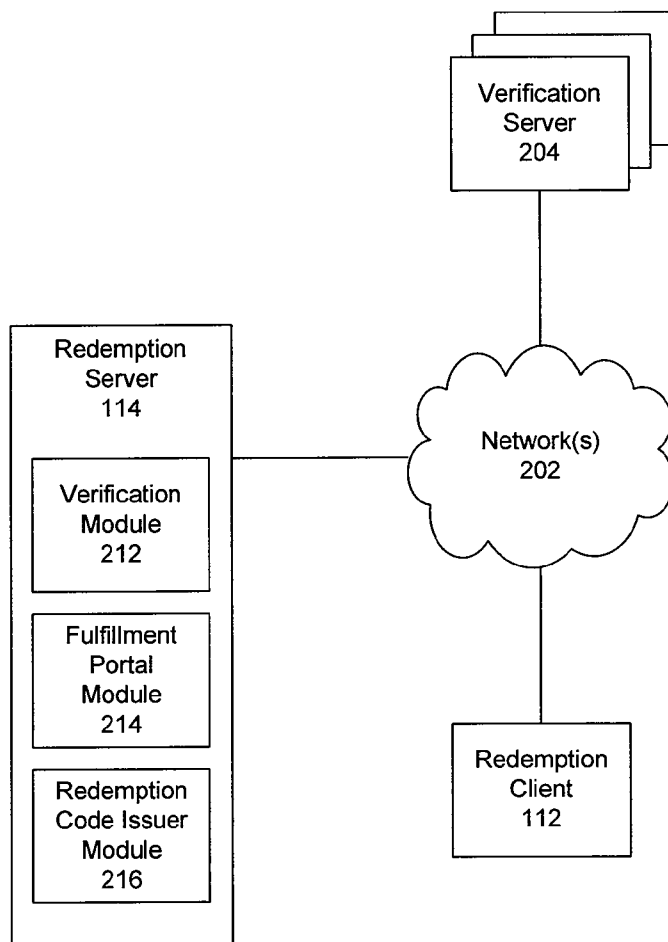 Verification
Server
204
Redemption
Server
114
Network(s)
202
Verification
Module
212
Fulfillment
Portal
Module
214
Redemption
Client
112
Redemption
Code Issuer
Module
216